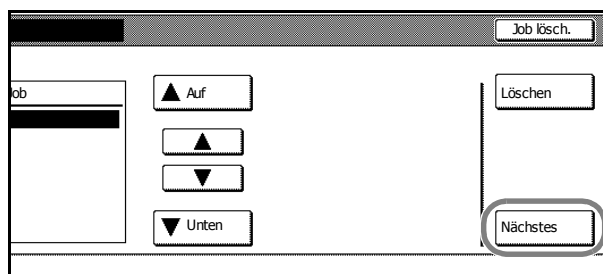 Job lösch.
Job
▲ Auf
Löschen
▲
▼
▼ Unten
Nächstes